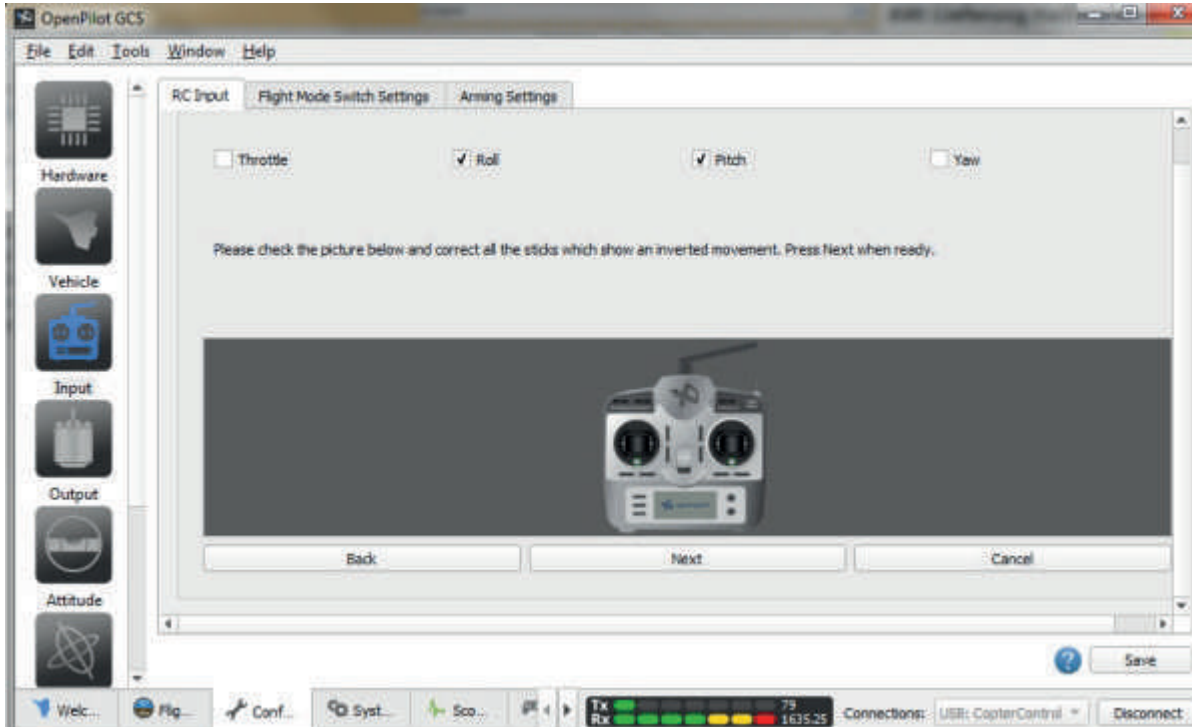 OpenPilot GCS
File Edit Tools Window Help
RC Input Flight Mode Switch Settings Arming Settings
Hardware
Throttle Roll Pitch Yaw
Please check the picture below and correct all the sticks which show an inverted movement. Press Next when ready.
Vehicle
Input
Output
Back Next Cancel
Attitude
Save
Welc... Flig... Conf... Syst... Sco...
Tx 79
Rx 1635.25
Connections: USB: CopterControl Disconnect